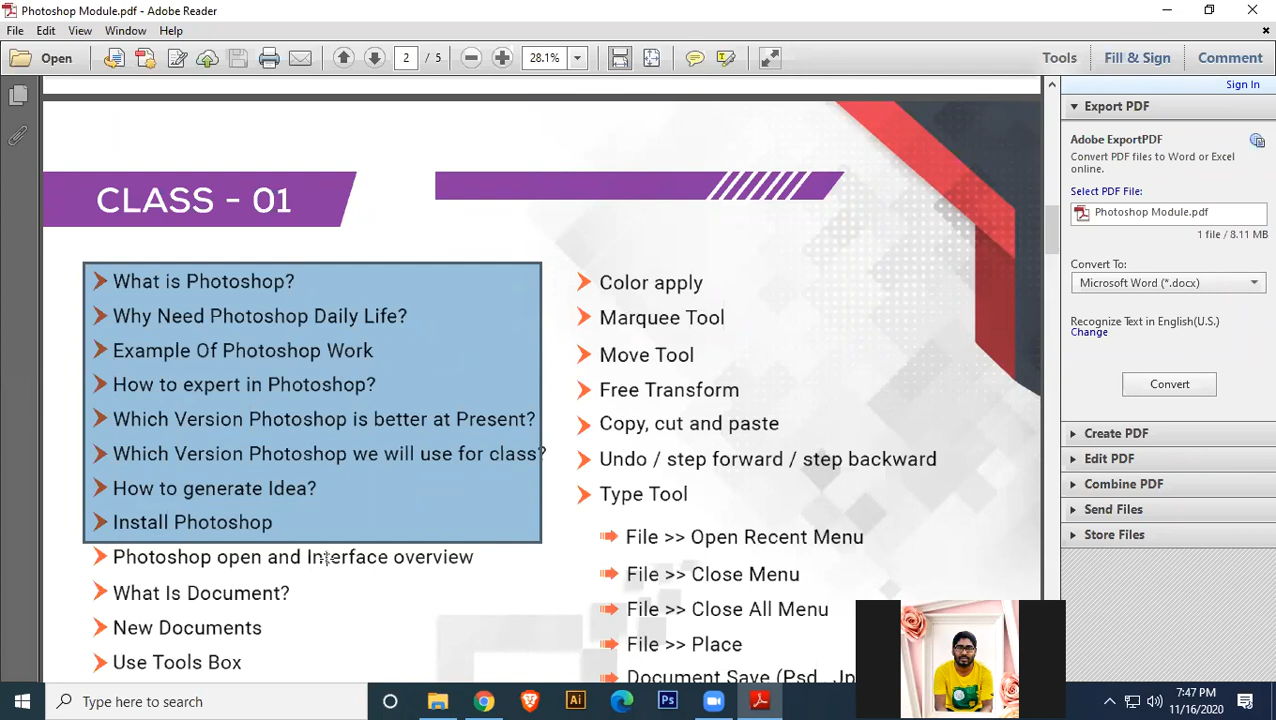 Photoshop Module.pdf - Adobe Reader
File Edit View Window Help
Open 2 / 5 28.1% Tools Fill & Sign Comment
Sign In
CLASS - 01
What is Photoshop?
Why Need Photoshop Daily Life?
Example Of Photoshop Work
How to expert in Photoshop?
Which Version Photoshop is better at Present?
Which Version Photoshop we will use for class?
How to generate Idea?
Install Photoshop
Photoshop open and Interface overview
What Is Document?
New Documents
Use Tools Box
Color apply
Marquee Tool
Move Tool
Free Transform
Copy, cut and paste
Undo / step forward / step backward
Type Tool
File >> Open Recent Menu
File >> Close Menu
File >> Close All Menu
File >> Place
Document Save (Psd, Jp
Export PDF
Adobe ExportPDF
Convert PDF files to Word or Excel
online.
Select PDF File:
Photoshop Module.pdf
1 file / 8.11 MB
Convert To:
Microsoft Word (*.docx)
Recognize Text in English(U.S.)
Change
Convert
Create PDF
Edit PDF
Combine PDF
Send Files
Store Files
Type here to search
Ai
Ps
7:47 PM
11/16/2020